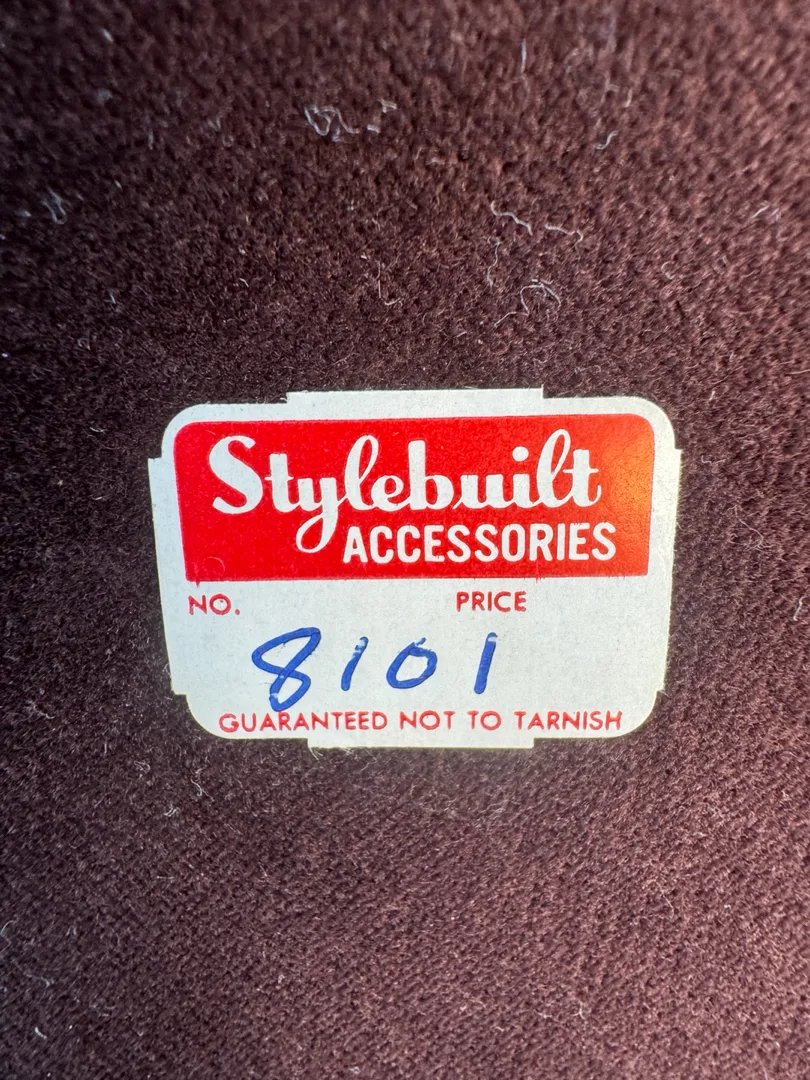 Stylebuilt
ACCESSORIES
NO. PRICE
8101
GUARANTEED NOT TO TARNISH